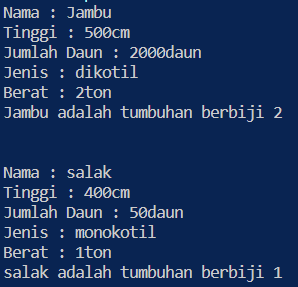 Nama : Jambu
Tinggi : 500cm
Jumlah Daun : 2000daun
Jenis : dikotil
Berat : 2ton
Jambu adalah tumbuhan berbiji 2
Nama : salak
Tinggi : 400cm
Jumlah Daun : 50daun
Jenis : monokotil
Berat : 1ton
salak adalah tumbuhan berbiji 1